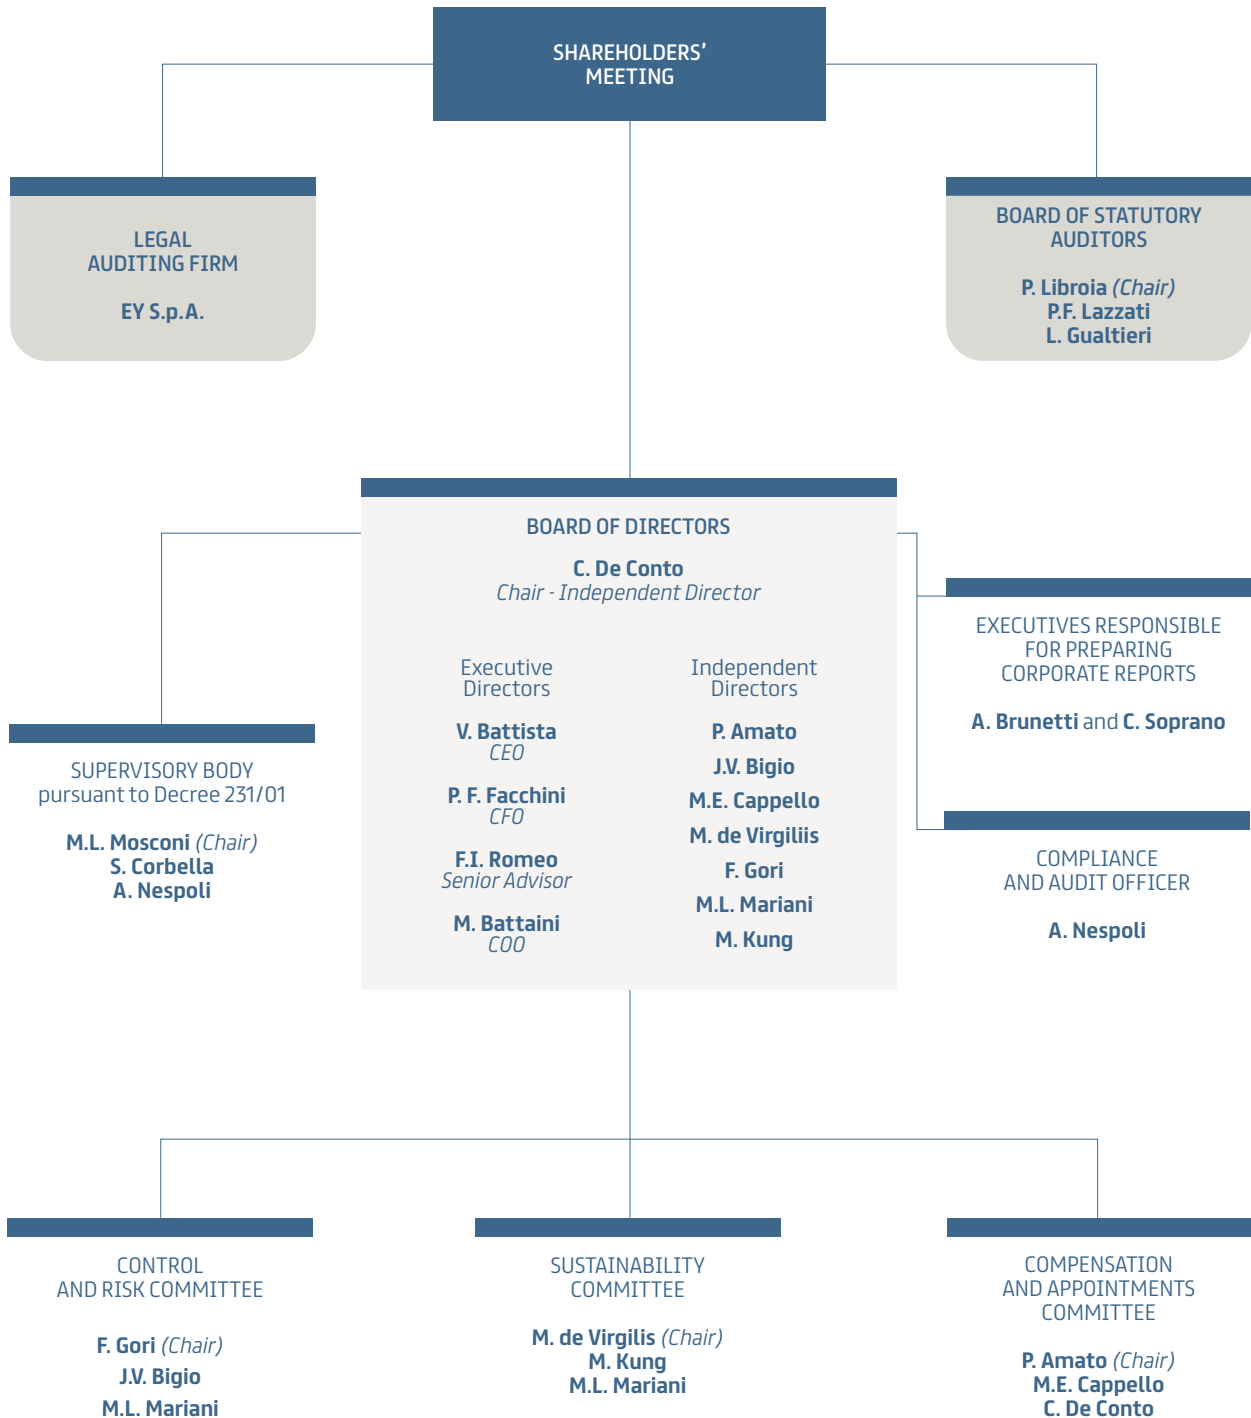 SHAREHOLDERS'
MEETING
LEGAL
AUDITING FIRM
EY S.p.A.
BOARD OF STATUTORY
AUDITORS
P. Libroia (Chair)
P.F. Lazzati
L. Gualtieri
BOARD OF DIRECTORS
C. De Conto
Chair - Independent Director
Executive
Directors
V. Battista
CEO
P. F. Facchini
CFO
F.I. Romeo
Senior Advisor
M. Battaini
COO
Independent
Directors
P. Amato
J.V. Bigio
M.E. Cappello
M. de Virgiliis
F. Gori
M.L. Mariani
M. Kung
EXECUTIVES RESPONSIBLE
FOR PREPARING
CORPORATE REPORTS
A. Brunetti and C. Soprano
SUPERVISORY BODY
pursuant to Decree 231/01
M.L. Mosconi (Chair)
S. Corbella
A. Nespoli
COMPLIANCE
AND AUDIT OFFICER
A. Nespoli
CONTROL
AND RISK COMMITTEE
F. Gori (Chair)
J.V. Bigio
M.L. Mariani
SUSTAINABILITY
COMMITTEE
M. de Virgilis (Chair)
M. Kung
M.L. Mariani
COMPENSATION
AND APPOINTMENTS
COMMITTEE
P. Amato (Chair)
M.E. Cappello
C. De Conto